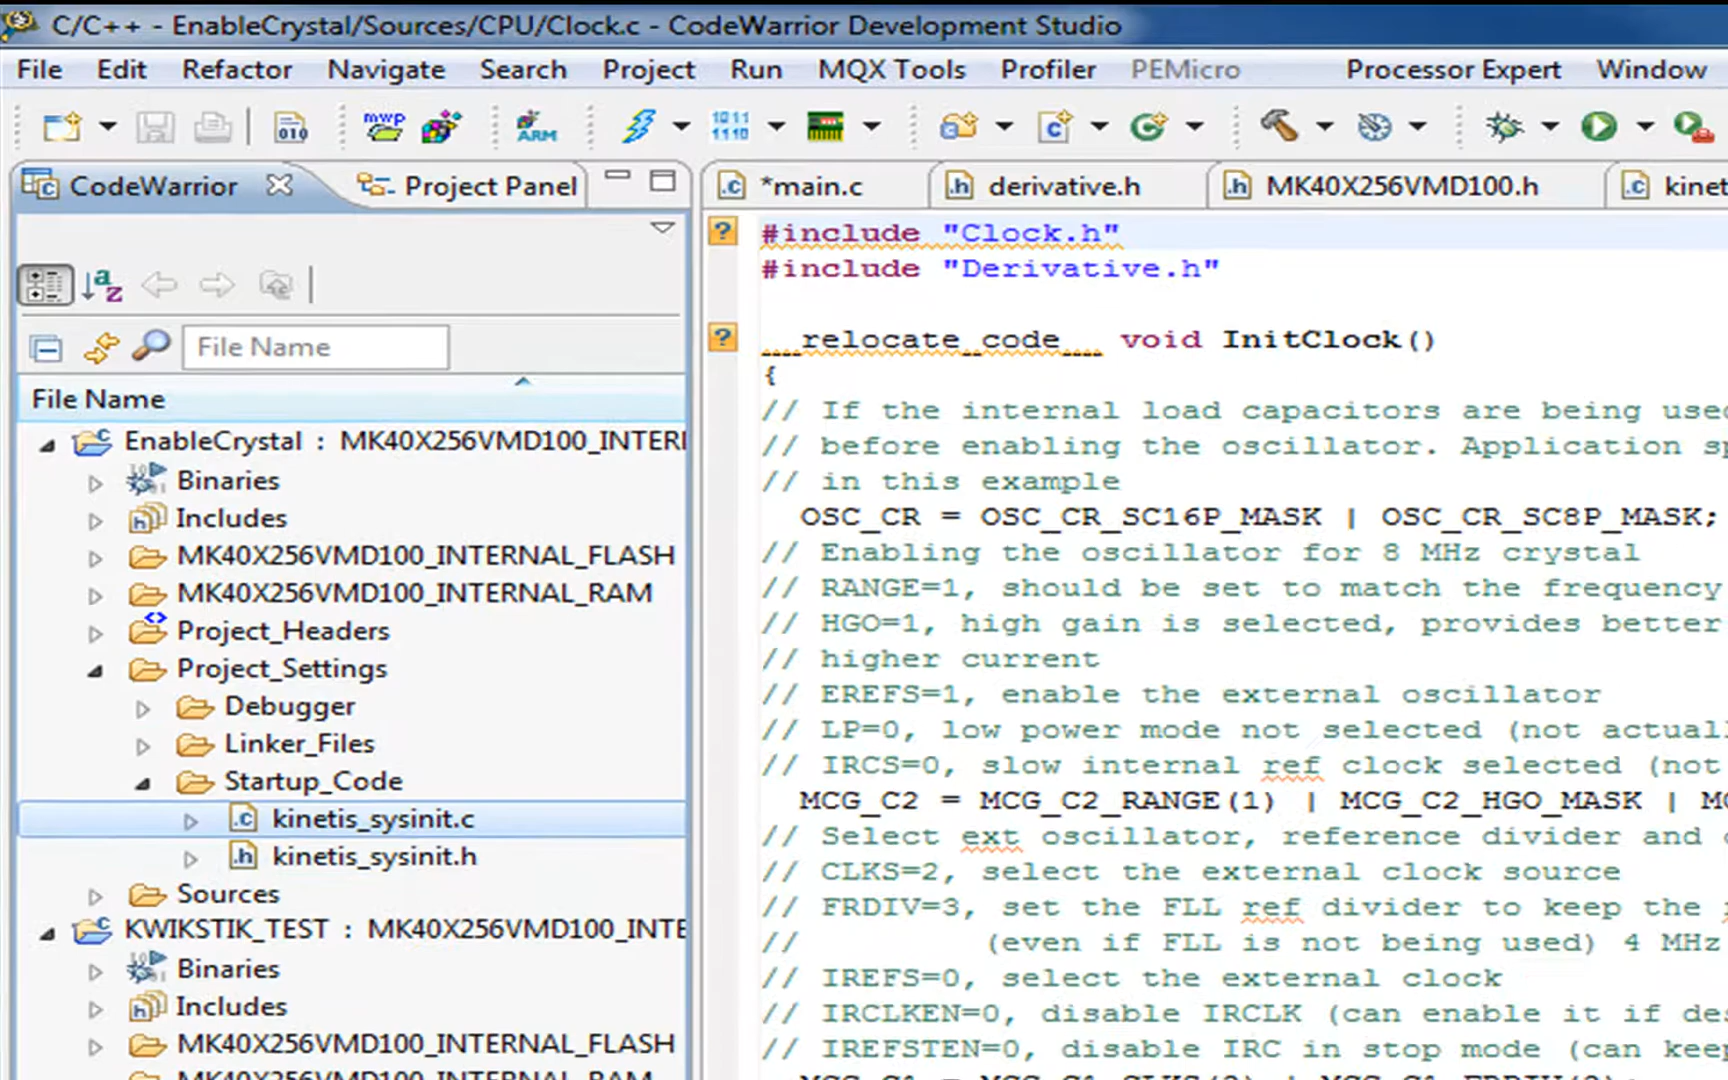 C/C++ - EnableCrystal/Sources/CPU/Clock.c - CodeWarrior Development Studio
File Edit Refactor Navigate Search Project Run MQX Tools Profiler PEMicro Processor Expert Window
010 mwp ARM 1011 1110
CodeWarrior Project Panel
*main.c derivative.h MK40X256VMD100.h
a z
File Name
File Name
EnableCrystal : MK40X256VMD100_INTERI
Binaries
Includes
MK40X256VMD100_INTERNAL_FLASH
MK40X256VMD100_INTERNAL_RAM
Project_Headers
Project_Settings
Debugger
Linker_Files
Startup_Code
kinetis_sysinit.c
kinetis_sysinit.h
Sources
KWIKSTIK_TEST : MK40X256VMD100_INTE
Binaries
Includes
MK40X256VMD100_INTERNAL_FLASH
MK40X256VMD100_INTERNAL_RAM
#include "Clock.h"
#include "Derivative.h"
__relocate_code__ void InitClock()
{
// If the internal load capacitors are being used
// before enabling the oscillator. Application
// in this example
OSC_CR = OSC_CR_SC16P_MASK | OSC_CR_SC8P_MASK;
// Enabling the oscillator for 8 MHz crystal
// RANGE=1, should be set to match the frequency
// HGO=1, high gain is selected, provides better
// higher current
// EREFS=1, enable the external oscillator
// LP=0, low power mode not selected (not
// IRCS=0, slow internal ref clock selected (not
MCG_C2 = MCG_C2_RANGE(1) | MCG_C2_HGO_MASK |
// Select ext oscillator, reference divider and
// CLKS=2, select the external clock source
// FRDIV=3, set the FLL ref divider to keep the
// (even if FLL is not being used) 4 MHz
// IREFS=0, select the external clock
// IRCLKEN=0, disable IRCLK (can enable it if
// IREFSTEN=0, disable IRC in stop mode (can